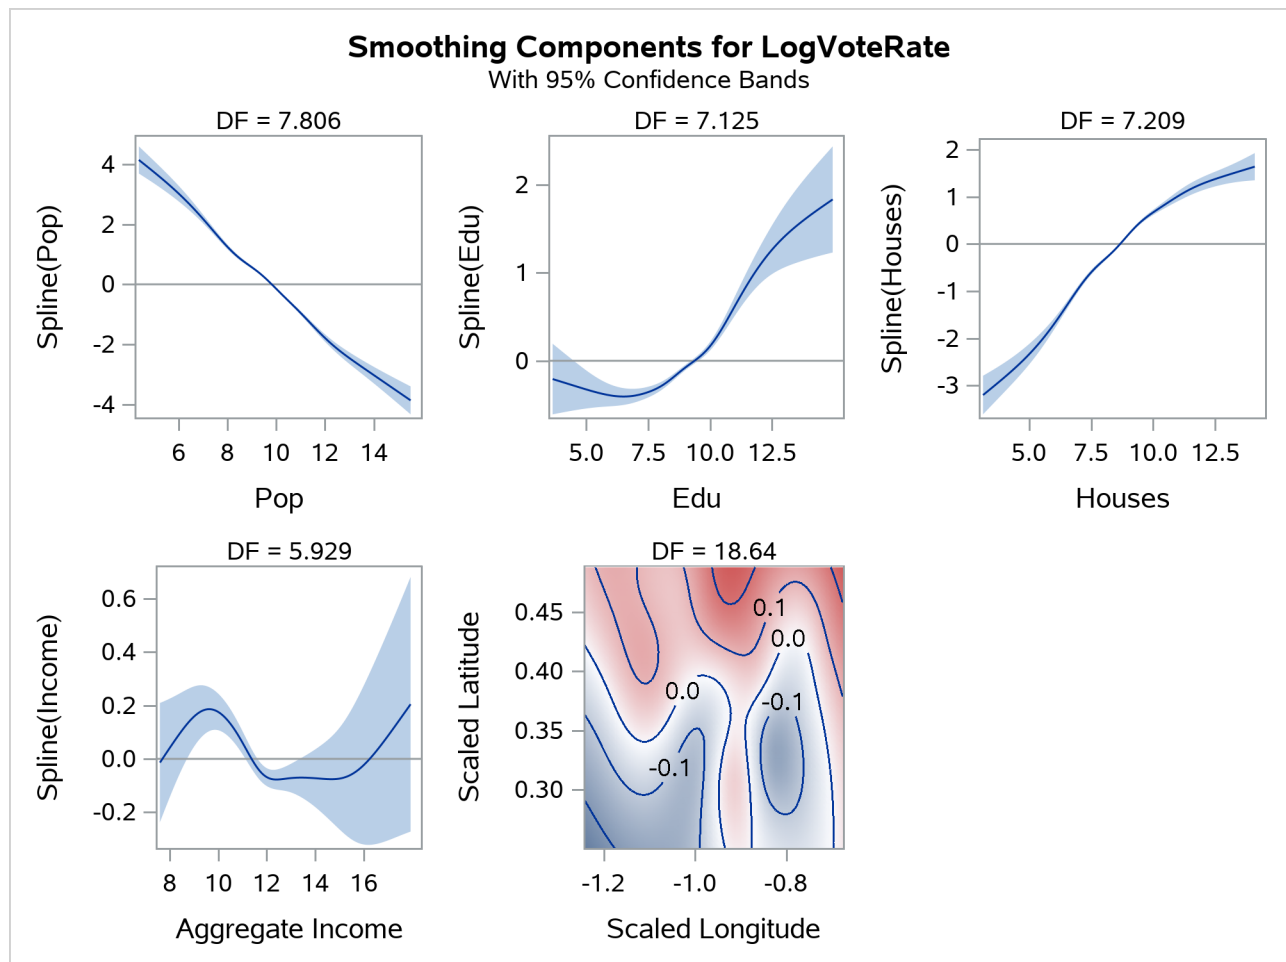 Smoothing Components for LogVoteRate
With 95% Confidence Bands
DF = 7.806
Spline(Pop)
4
2
0
-2
-4
6 8 10 12 14
Pop
DF = 7.125
Spline(Edu)
2
1
0
5.0 7.5 10.0 12.5
Edu
DF = 7.209
Spline(Houses)
2
1
0
-1
-2
-3
5.0 7.5 10.0 12.5
Houses
DF = 5.929
Spline(Income)
0.6
0.4
0.2
0.0
-0.2
8 10 12 14 16
Aggregate Income
DF = 18.64
Scaled Latitude
0.45
0.40
0.35
0.30
0.1
0.0
0.0
-0.1
-0.1
-1.2 -1.0 -0.8
Scaled Longitude